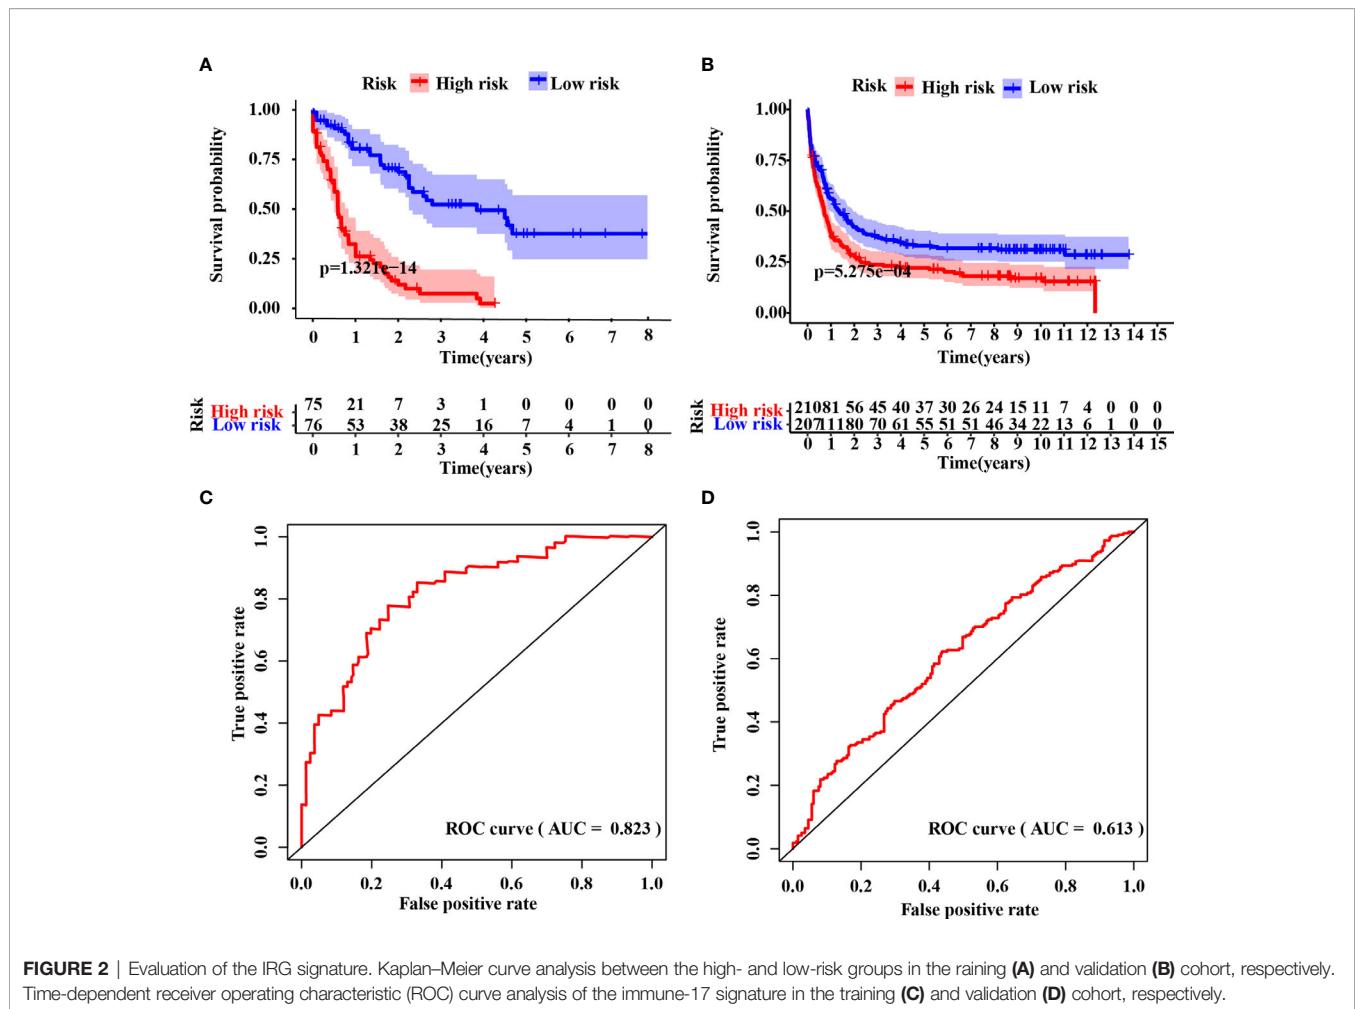 A
Risk High risk Low risk
1.00
0.75
0.50
0.25
0.00
Survival probability
p=1.321e−14
0 1 2 3 4 5 6 7 8
Time(years)
Risk
High risk 75 21 7 3 1 0 0 0 0
Low risk 76 53 38 25 16 7 4 1 0
0 1 2 3 4 5 6 7 8
Time(years)
B
Risk High risk Low risk
1.00
0.75
0.50
0.25
0.00
Survival probability
p=5.275e−04
0 1 2 3 4 5 6 7 8 9 10 11 12 13 14 15
Time(years)
Risk
High risk 210 81 56 45 40 37 30 26 24 15 11 7 4 0 0 0
Low risk 207 111 80 70 61 55 51 51 46 34 22 13 6 1 0 0
0 1 2 3 4 5 6 7 8 9 10 11 12 13 14 15
Time(years)
C
1.0
0.8
0.6
0.4
0.2
0.0
True positive rate
ROC curve ( AUC = 0.823 )
0.0 0.2 0.4 0.6 0.8 1.0
False positive rate
D
1.0
0.8
0.6
0.4
0.2
0.0
True positive rate
ROC curve ( AUC = 0.613 )
0.0 0.2 0.4 0.6 0.8 1.0
False positive rate
FIGURE 2 | Evaluation of the IRG signature. Kaplan–Meier curve analysis between the high- and low-risk groups in the raining (A) and validation (B) cohort, respectively.
Time-dependent receiver operating characteristic (ROC) curve analysis of the immune-17 signature in the training (C) and validation (D) cohort, respectively.